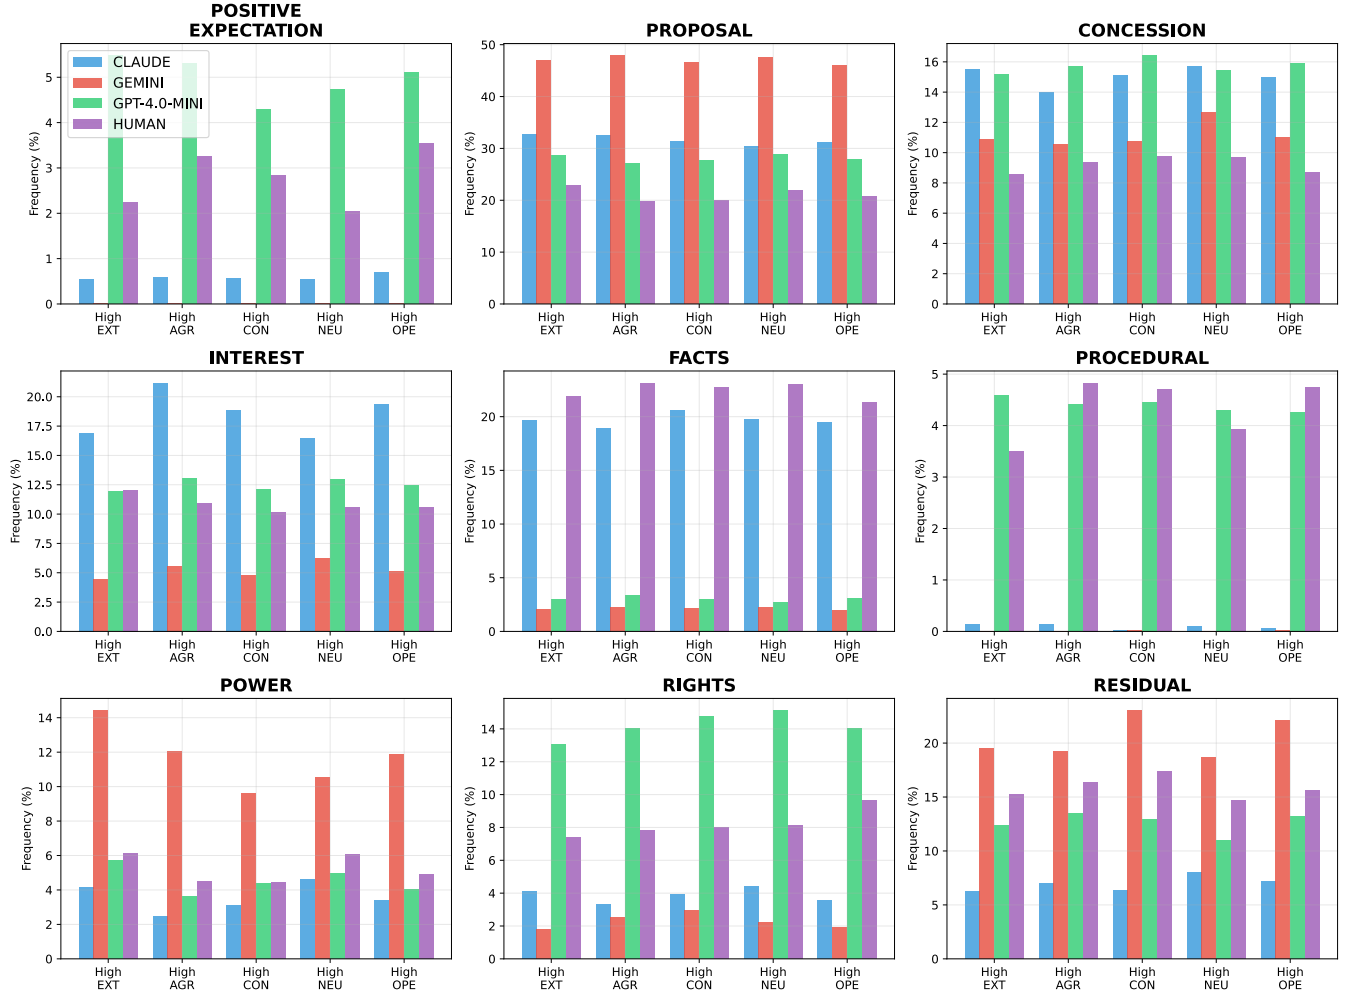 POSITIVE
EXPECTATION
CLAUDE
GEMINI
GPT-4.0-MINI
HUMAN
Frequency (%)
5
4
3
2
1
0
High
EXT
High
AGR
High
CON
High
NEU
High
OPE
PROPOSAL
Frequency (%)
50
40
30
20
10
0
High
EXT
High
AGR
High
CON
High
NEU
High
OPE
CONCESSION
Frequency (%)
16
14
12
10
8
6
4
2
0
High
EXT
High
AGR
High
CON
High
NEU
High
OPE
INTEREST
Frequency (%)
20.0
17.5
15.0
12.5
10.0
7.5
5.0
2.5
0.0
High
EXT
High
AGR
High
CON
High
NEU
High
OPE
FACTS
Frequency (%)
20
15
10
5
0
High
EXT
High
AGR
High
CON
High
NEU
High
OPE
PROCEDURAL
Frequency (%)
5
4
3
2
1
0
High
EXT
High
AGR
High
CON
High
NEU
High
OPE
POWER
Frequency (%)
14
12
10
8
6
4
2
0
High
EXT
High
AGR
High
CON
High
NEU
High
OPE
RIGHTS
Frequency (%)
14
12
10
8
6
4
2
0
High
EXT
High
AGR
High
CON
High
NEU
High
OPE
RESIDUAL
Frequency (%)
20
15
10
5
0
High
EXT
High
AGR
High
CON
High
NEU
High
OPE